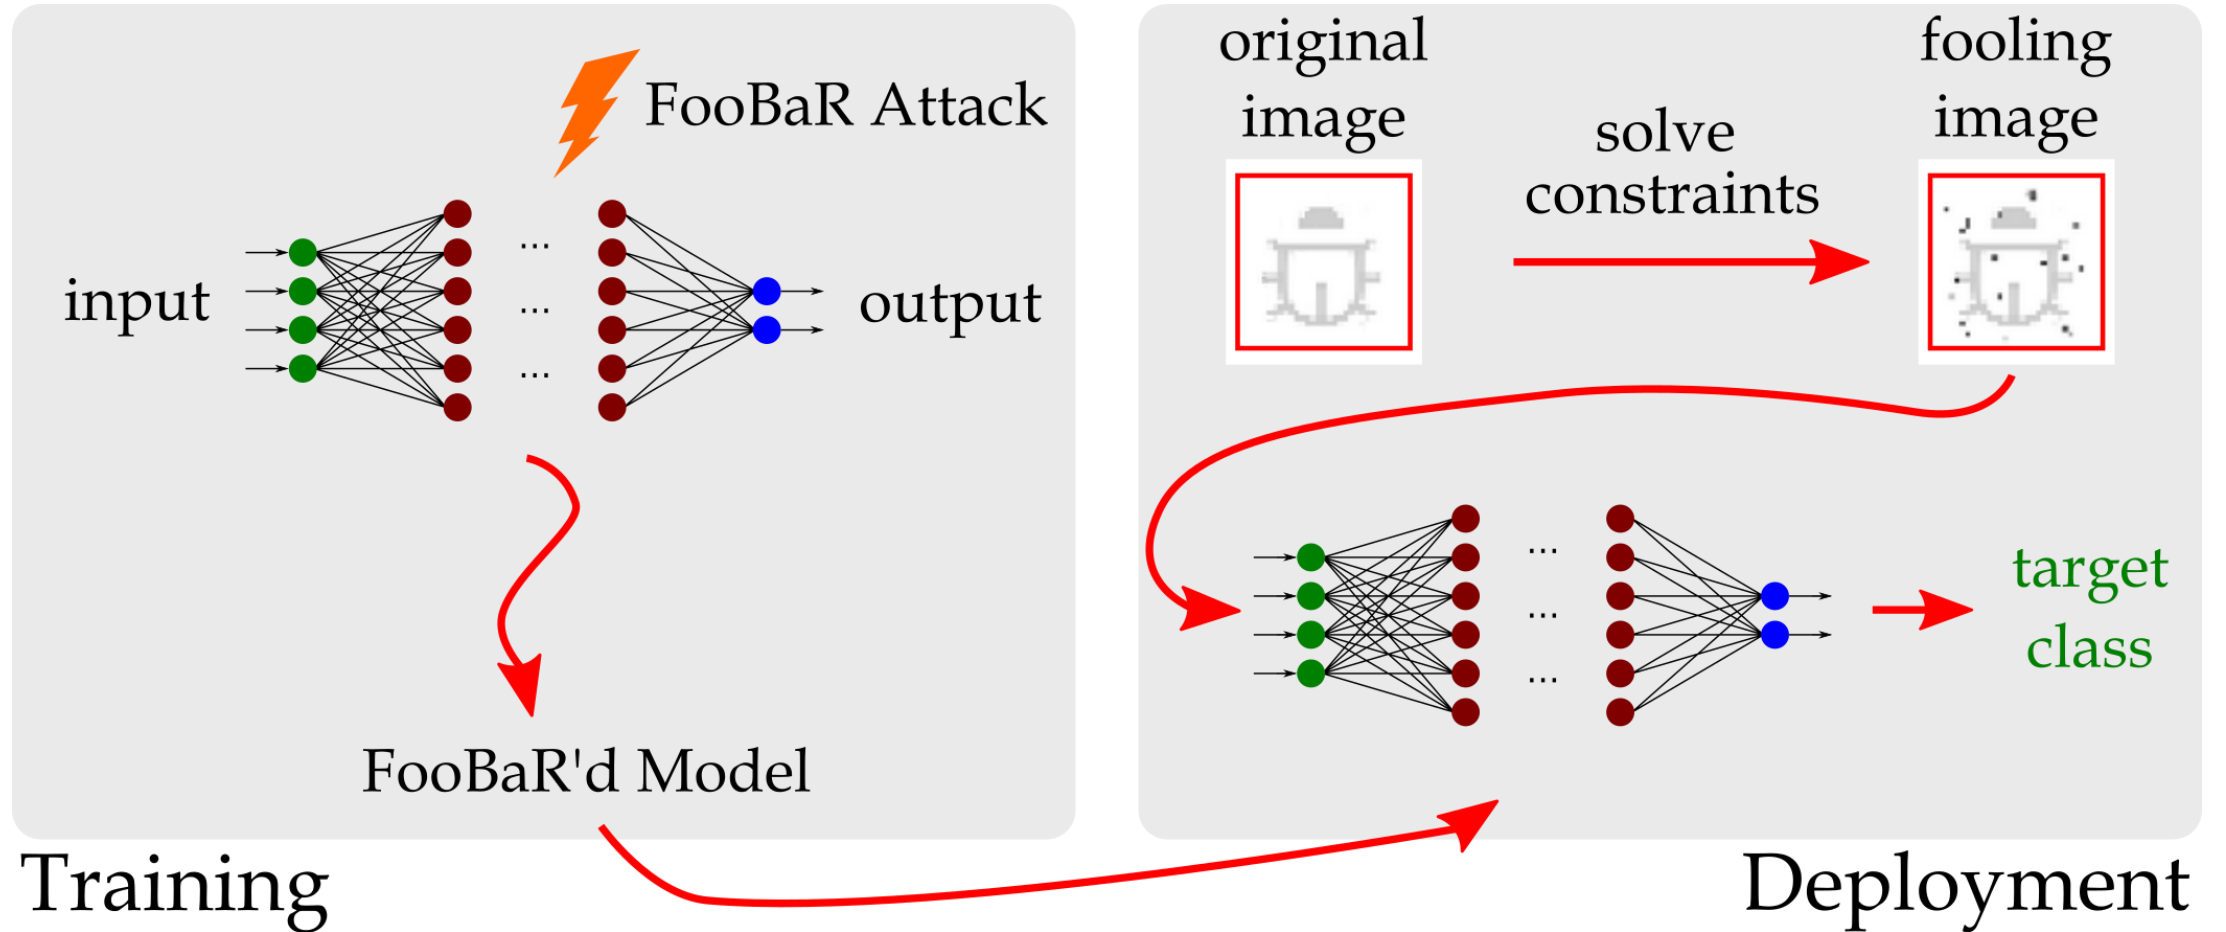 FooBaR Attack
input
...
...
...
output
FooBaR'd Model
Training
original
image
solve
constraints
fooling
image
...
...
...
target
class
Deployment